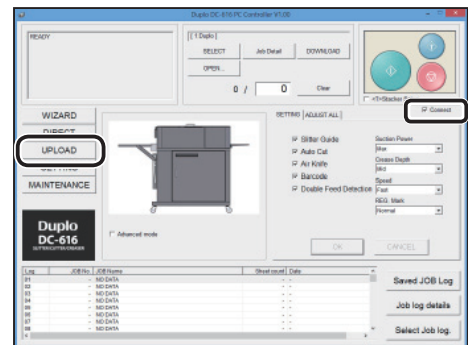 Duplo DC-616 PC Controller V1.00
READY
[ 1 Duplo ]
SELECT Job Detail DOWNLOAD
OPEN...
0 / 0 Clear
Connect
WIZARD
DIRECT
UPLOAD
MAINTENANCE
Duplo
DC-616
SETTING ADJUST ALL
Slitter Guide
Auto Cut
Air Knife
Barcode
Double Feed Detection
Suction Power
Max
Crease Depth
Mid
Speed
Fast
REG. Mark
Normal
Advanced mode
OK CANCEL
Log JOB No. JOB Name Sheet count Date
01 - NO DATA - -
02 - NO DATA - -
03 - NO DATA - -
04 - NO DATA - -
05 - NO DATA - -
06 - NO DATA - -
07 - NO DATA - -
08 - NO DATA - -
Saved JOB Log
Job log details
Select Job log.